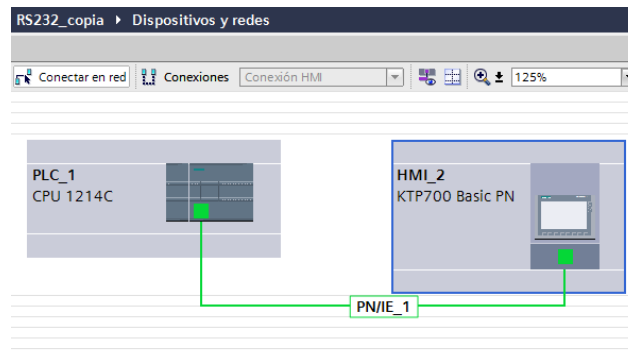 RS232_copia ▸ Dispositivos y redes
Conectar en red Conexiones Conexión HMI 125%
PLC_1
CPU 1214C
HMI_2
KTP700 Basic PN
PN/IE_1